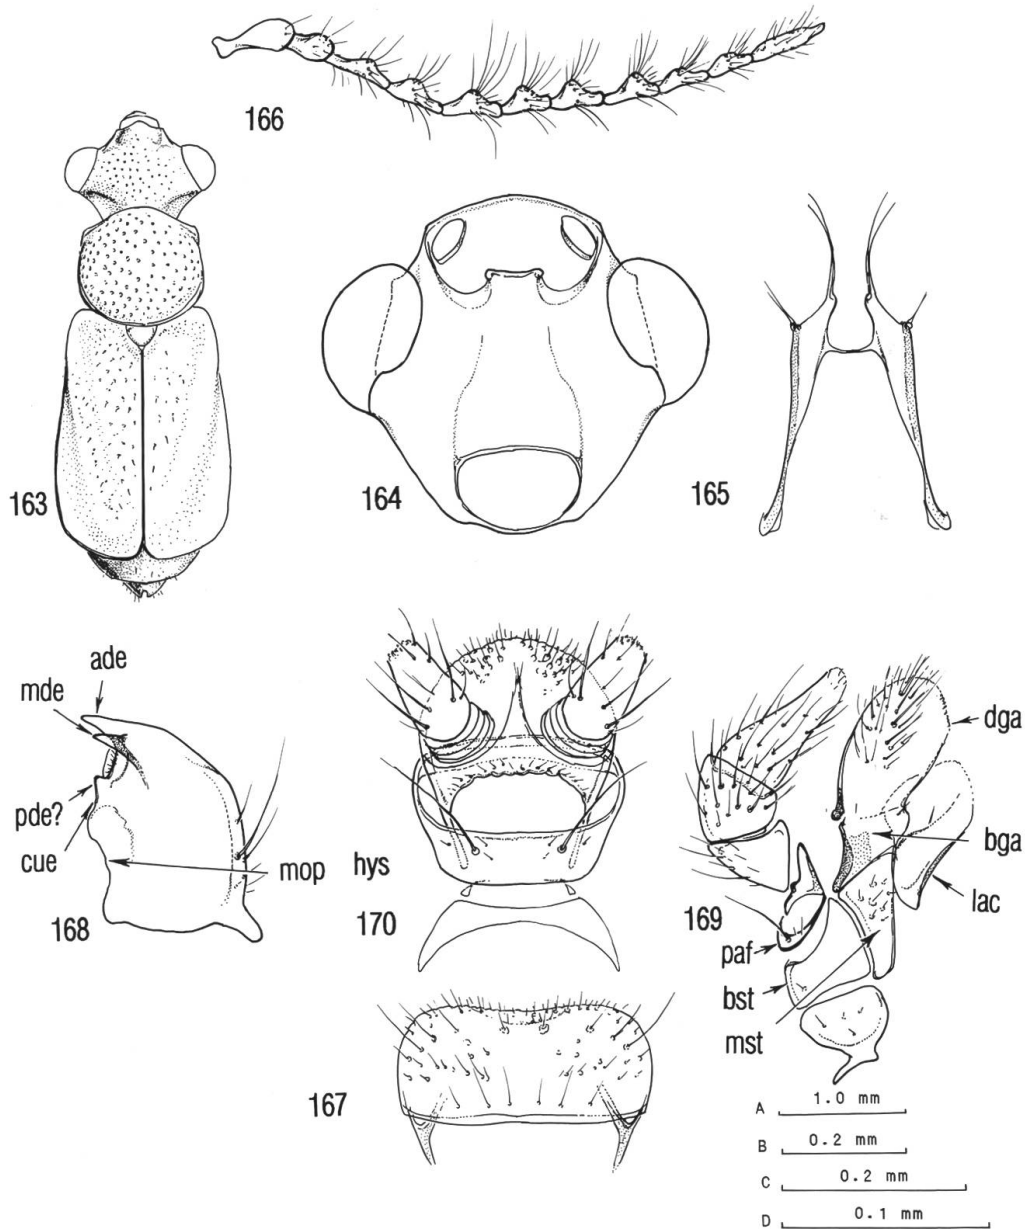 166
163
164
165
ade
mde
pde?
cue
mop
168
hys
170
169
dga
bga
lac
paf
bst
mst
167
A 1.0 mm
B 0.2 mm
C 0.2 mm
D 0.1 mm